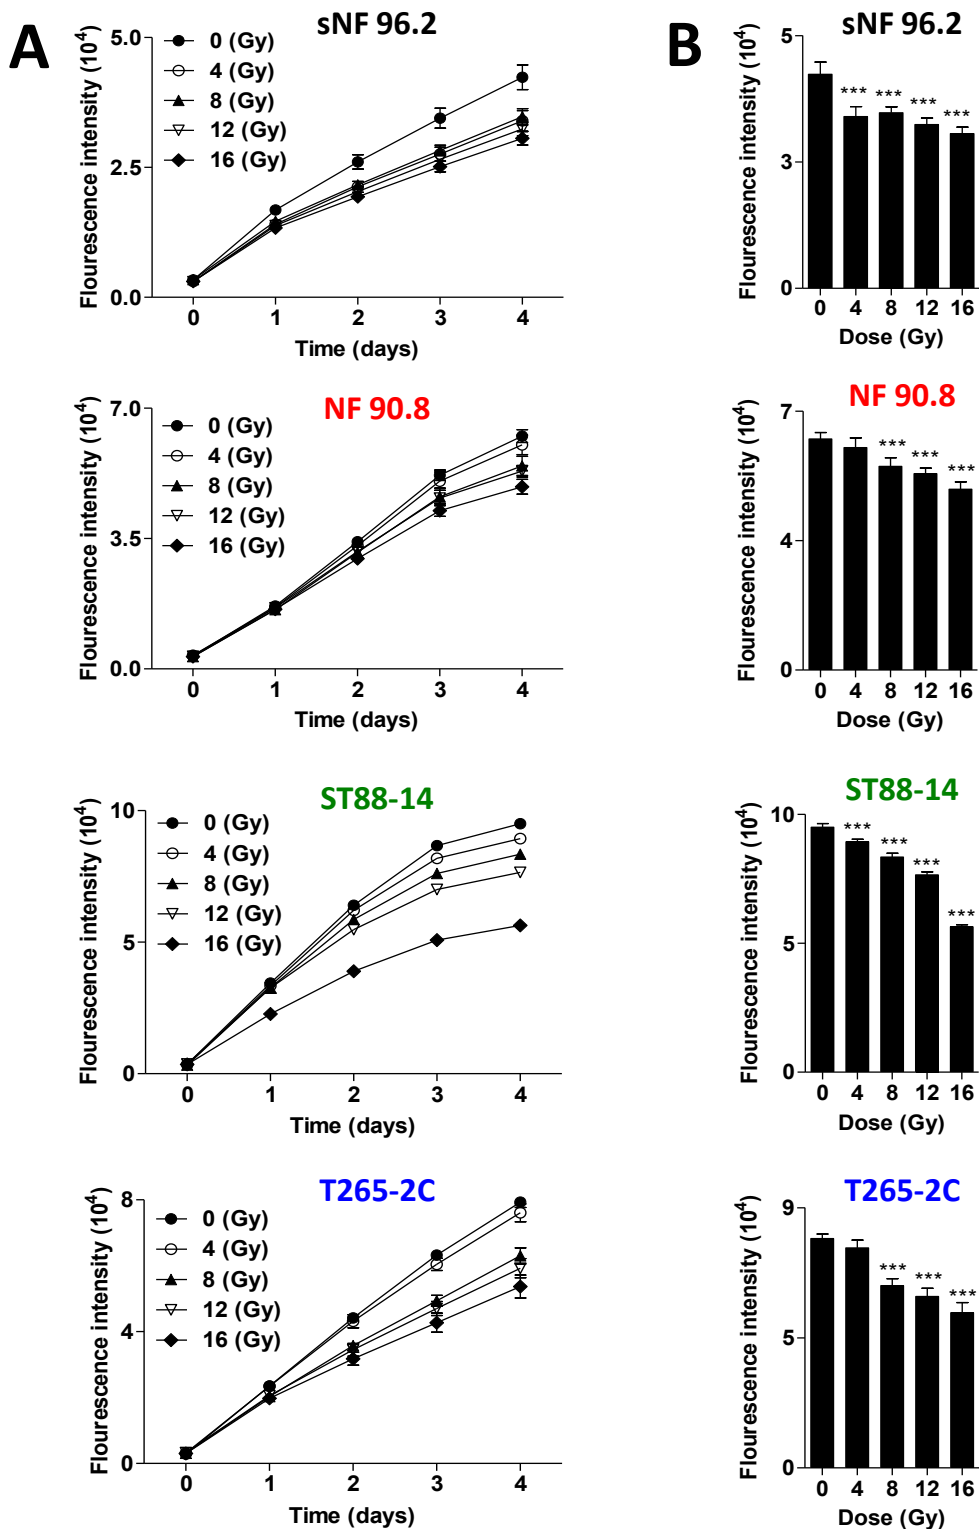 A
sNF 96.2
Flourescence intensity (10⁴)
5.0
2.5
0.0
0 (Gy)
4 (Gy)
8 (Gy)
12 (Gy)
16 (Gy)
0 1 2 3 4
Time (days)
NF 90.8
Flourescence intensity (10⁴)
7.0
3.5
0.0
0 (Gy)
4 (Gy)
8 (Gy)
12 (Gy)
16 (Gy)
0 1 2 3 4
Time (days)
ST88-14
Flourescence intensity (10⁴)
10
5
0
0 (Gy)
4 (Gy)
8 (Gy)
12 (Gy)
16 (Gy)
0 1 2 3 4
Time (days)
T265-2C
Flourescence intensity (10⁴)
8
4
0
0 (Gy)
4 (Gy)
8 (Gy)
12 (Gy)
16 (Gy)
0 1 2 3 4
Time (days)
B
sNF 96.2
Flourescence intensity (10⁴)
5
3
0
*** *** *** ***
0 4 8 12 16
Dose (Gy)
NF 90.8
Flourescence intensity (10⁴)
7
4
0
*** *** ***
0 4 8 12 16
Dose (Gy)
ST88-14
Flourescence intensity (10⁴)
10
5
0
*** *** *** ***
0 4 8 12 16
Dose (Gy)
T265-2C
Flourescence intensity (10⁴)
9
5
0
*** *** ***
0 4 8 12 16
Dose (Gy)